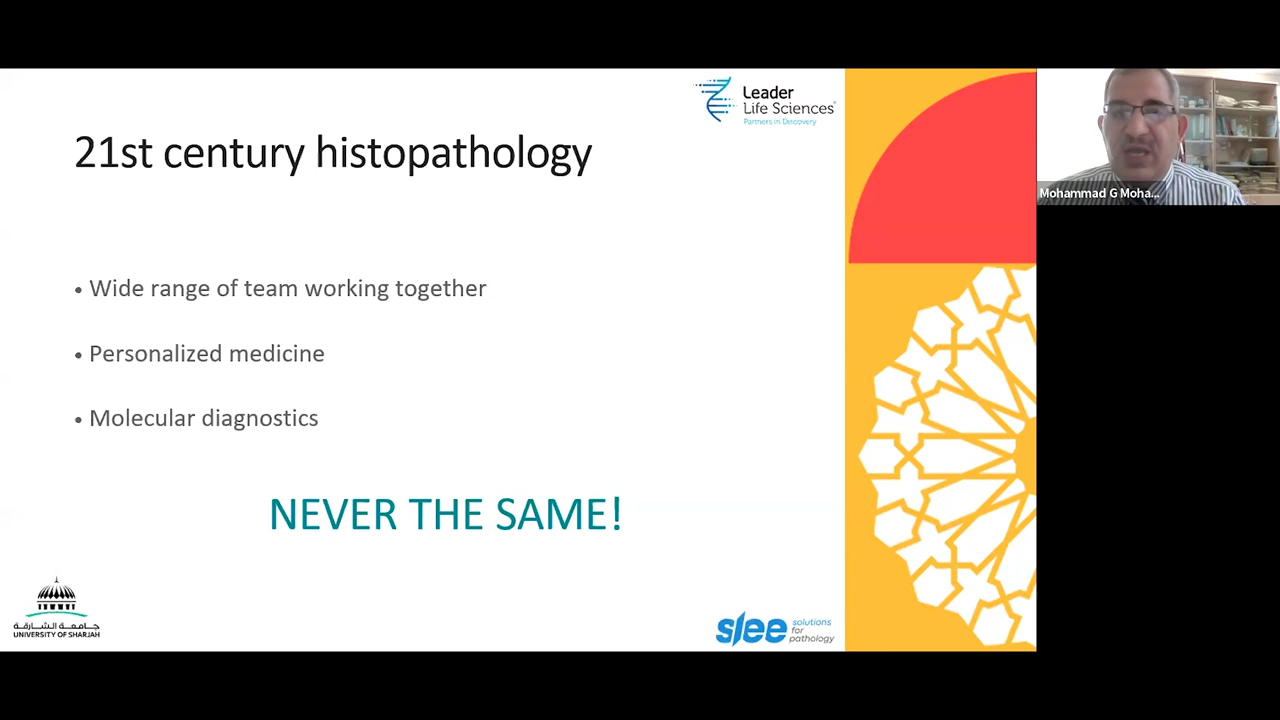 Leader
Life Sciences
Partners in Discovery
21st century histopathology
Mohammad G Moha...
• Wide range of team working together
• Personalized medicine
• Molecular diagnostics
NEVER THE SAME!
جامعة الشارقة
UNIVERSITY OF SHARJAH
slee solutions
for
pathology